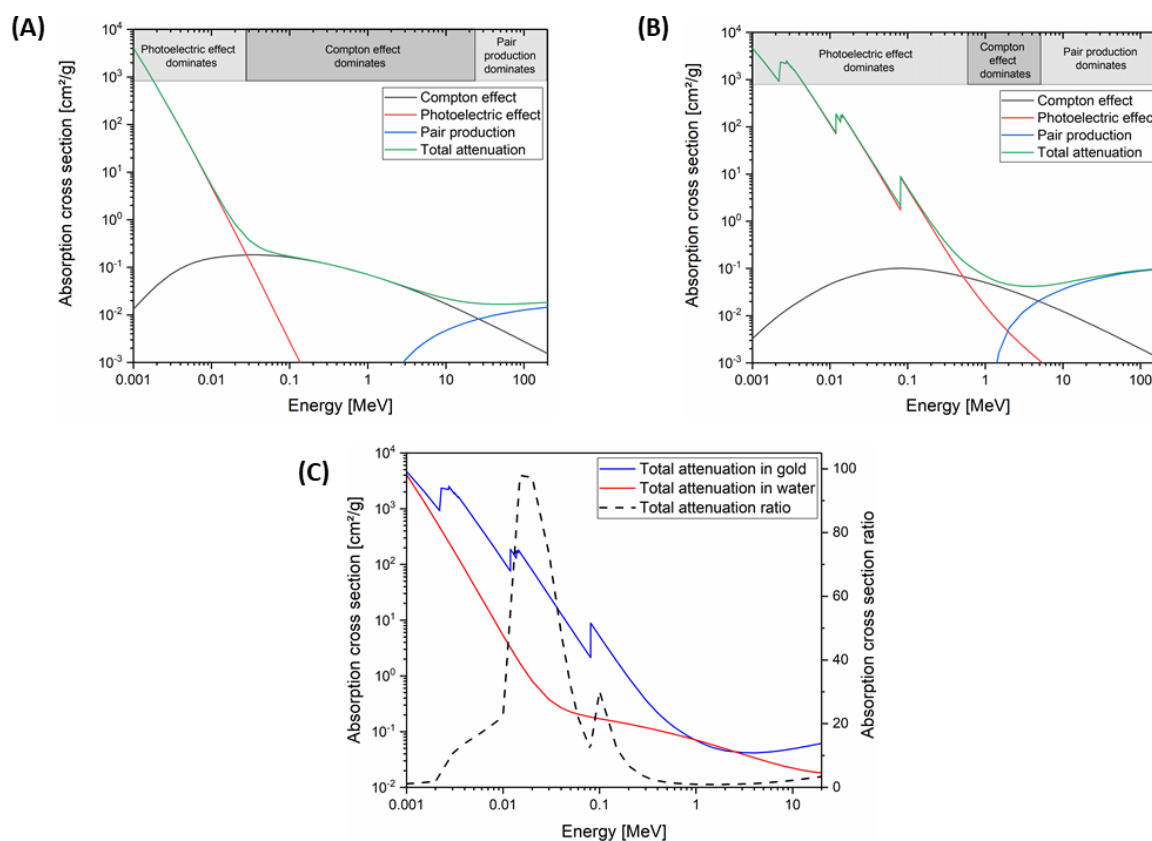 (A)
Photoelectric effect
dominates
Compton effect
dominates
Pair
production
dominates
Compton effect
Photoelectric effect
Pair production
Total attenuation
Absorption cross section [cm²/g]
10⁴
10³
10²
10¹
10⁰
10⁻¹
10⁻²
10⁻³
0.001
0.01
0.1
1
10
100
Energy [MeV]
(B)
Photoelectric effect
dominates
Compton
effect
dominates
Pair production
dominates
Compton effect
Photoelectric effect
Pair production
Total attenuation
Absorption cross section [cm²/g]
10⁴
10³
10²
10¹
10⁰
10⁻¹
10⁻²
10⁻³
0.001
0.01
0.1
1
10
100
Energy [MeV]
(C)
Total attenuation in gold
Total attenuation in water
Total attenuation ratio
Absorption cross section [cm²/g]
10⁴
10³
10²
10¹
10⁰
10⁻¹
10⁻²
100
80
60
40
20
0
Absorption cross section ratio
0.001
0.01
0.1
1
10
Energy [MeV]